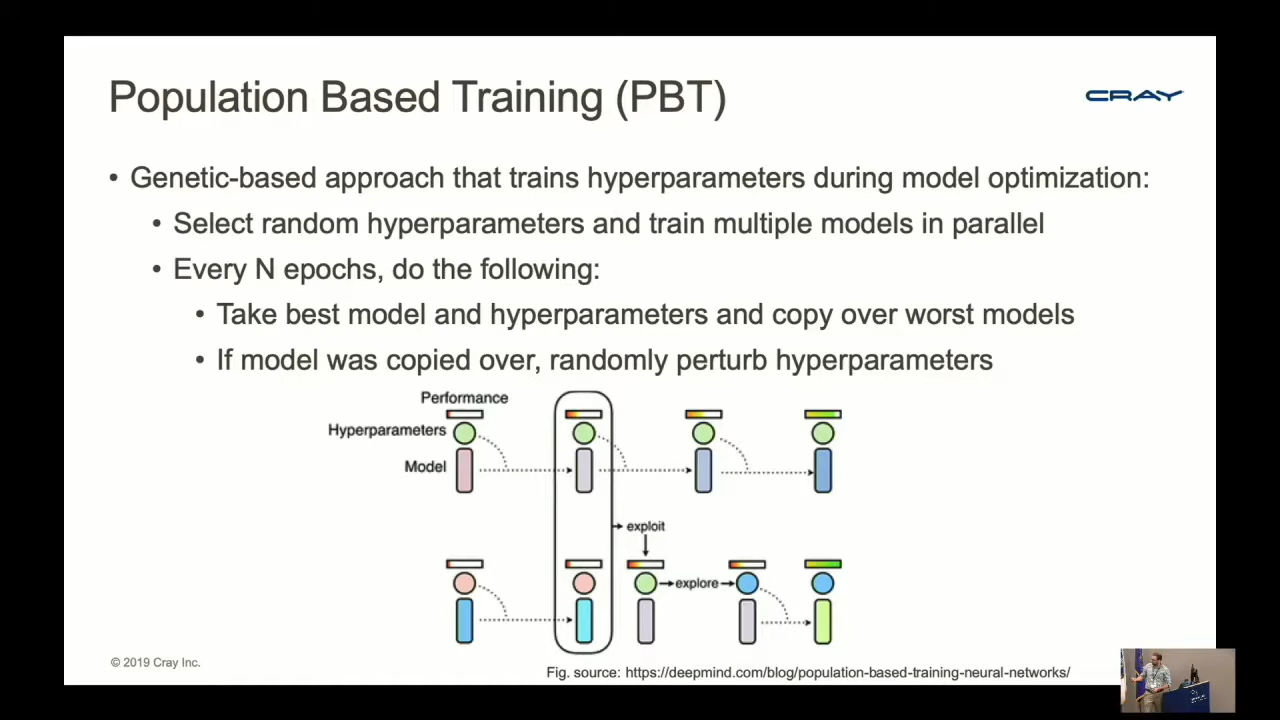 Population Based Training (PBT)
CRAY
• Genetic-based approach that trains hyperparameters during model optimization:
• Select random hyperparameters and train multiple models in parallel
• Every N epochs, do the following:
• Take best model and hyperparameters and copy over worst models
• If model was copied over, randomly perturb hyperparameters
Performance
Hyperparameters
Model
exploit
explore
© 2019 Cray Inc.
Fig. source: https://deepmind.com/blog/population-based-training-neural-networks/